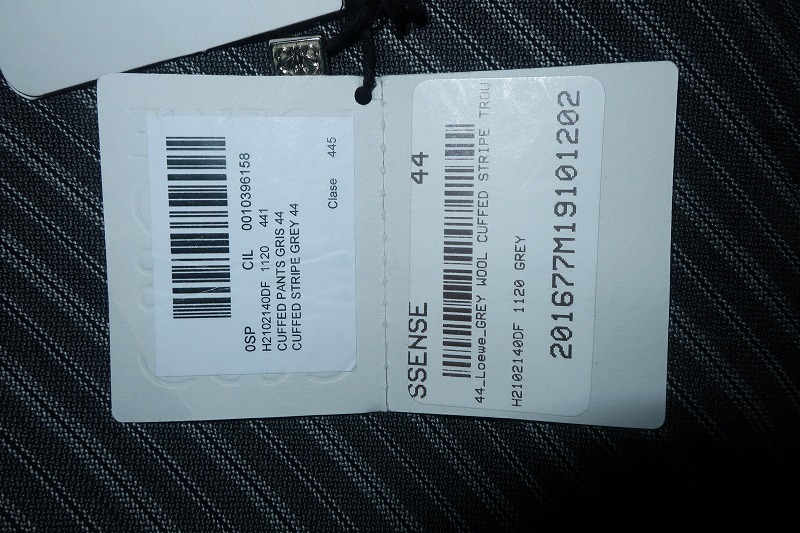 0SP CIL 0010396158
H2102140DF 1120 441
CUFFED PANTS GRIS 44
CUFFED STRIPE GREY 44
Clase 445
SSENSE 44
44_Loewe_GREY WOOL CUFFED STRIPE TROU
H2102140DF 1120 GREY
201677M19101202